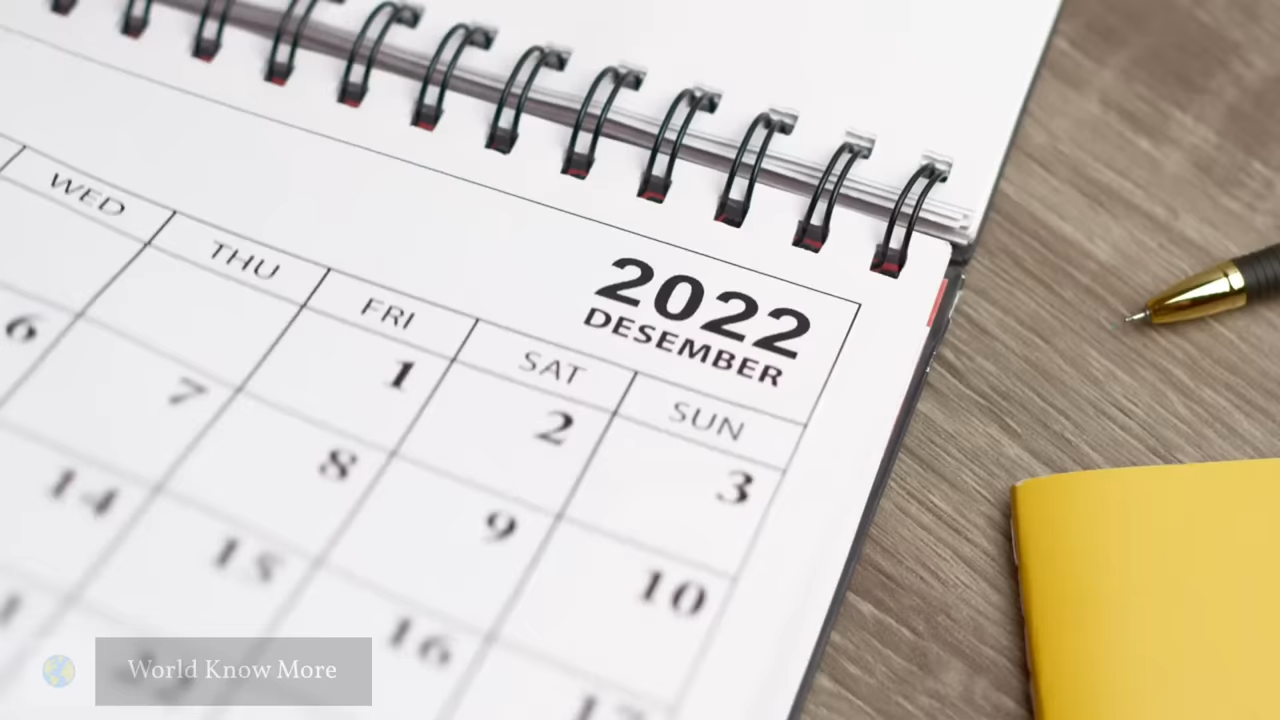 2022
DESEMBER
WED THU FRI SAT SUN
1 2 3
6 7 8 9 10
14 15 16
World Know More